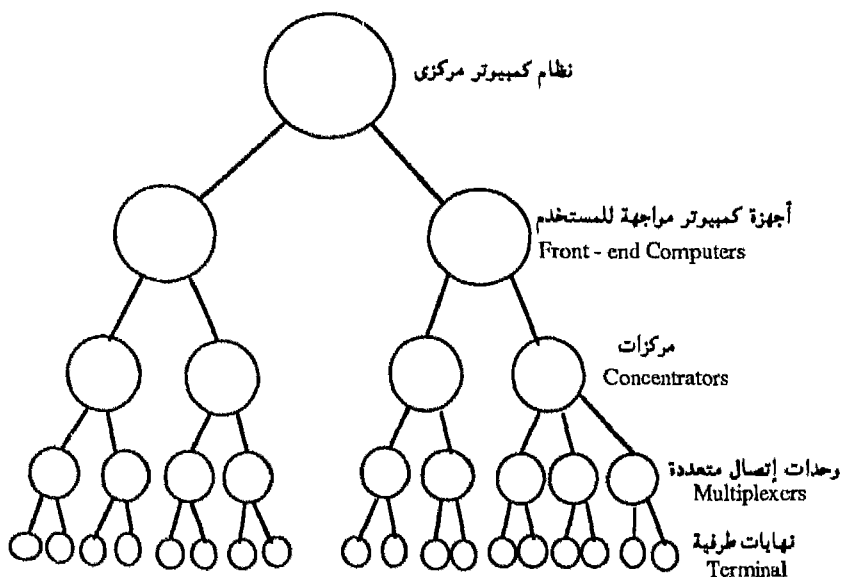 نظام كمبيوتر مركزى
أجهزة كمبيوتر مواجهة للمستخدم
Front - end Computers
مركزات
Concentrators
وحدات إتصال متعددة
Multiplexers
نهايات طرفية
Terminal